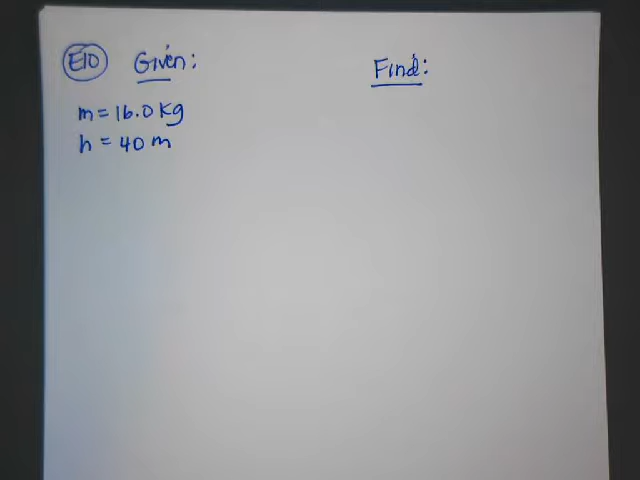 E10 Given:
Find:
m = 16.0 kg
h = 40 m